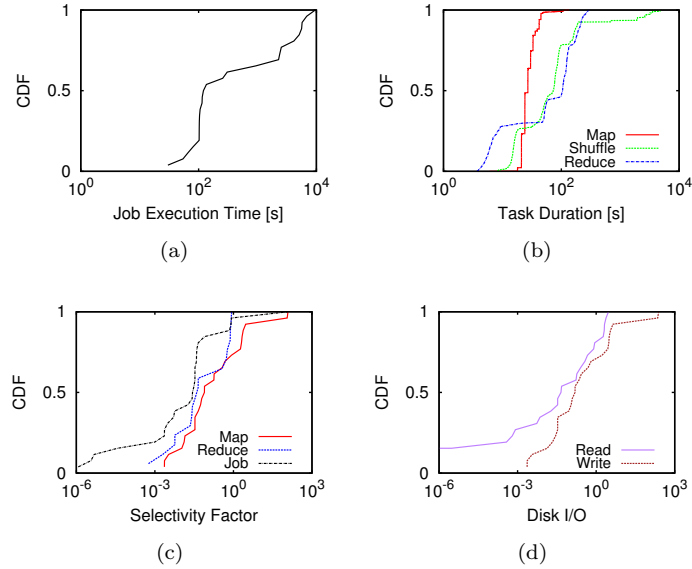 1
0.5
0
CDF
10^0
10^2
10^4
Job Execution Time [s]
(a)
1
0.5
0
CDF
Map
Shuffle
Reduce
10^0
10^2
10^4
Task Duration [s]
(b)
1
0.5
0
CDF
Map
Reduce
Job
10^-6
10^-3
10^0
10^3
Selectivity Factor
(c)
1
0.5
0
CDF
Read
Write
10^-6
10^-3
10^0
10^3
Disk I/O
(d)